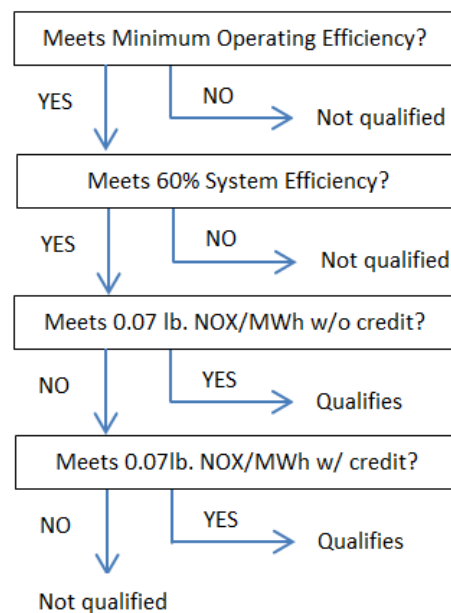 Meets Minimum Operating Efficiency?
YES
NO
Not qualified
Meets 60% System Efficiency?
YES
NO
Not qualified
Meets 0.07 lb. NOX/MWh w/o credit?
NO
YES
Qualifies
Meets 0.07lb. NOX/MWh w/ credit?
NO
YES
Qualifies
Not qualified